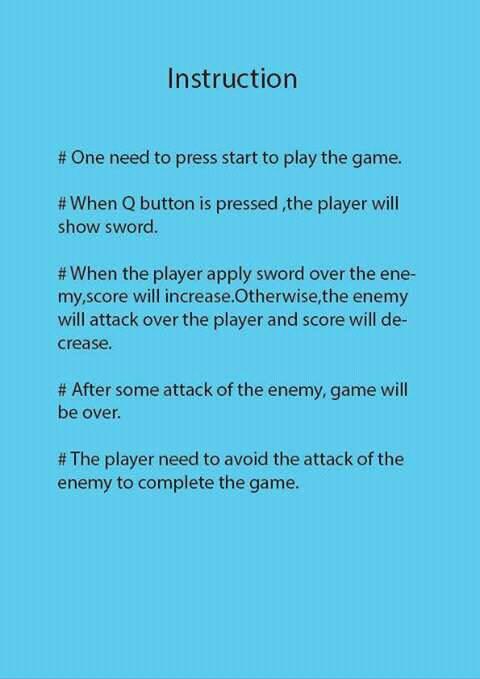 Instruction
# One need to press start to play the game.
# When Q button is pressed ,the player will
show sword.
# When the player apply sword over the ene-
my,score will increase.Otherwise,the enemy
will attack over the player and score will de-
crease.
# After some attack of the enemy, game will
be over.
# The player need to avoid the attack of the
enemy to complete the game.